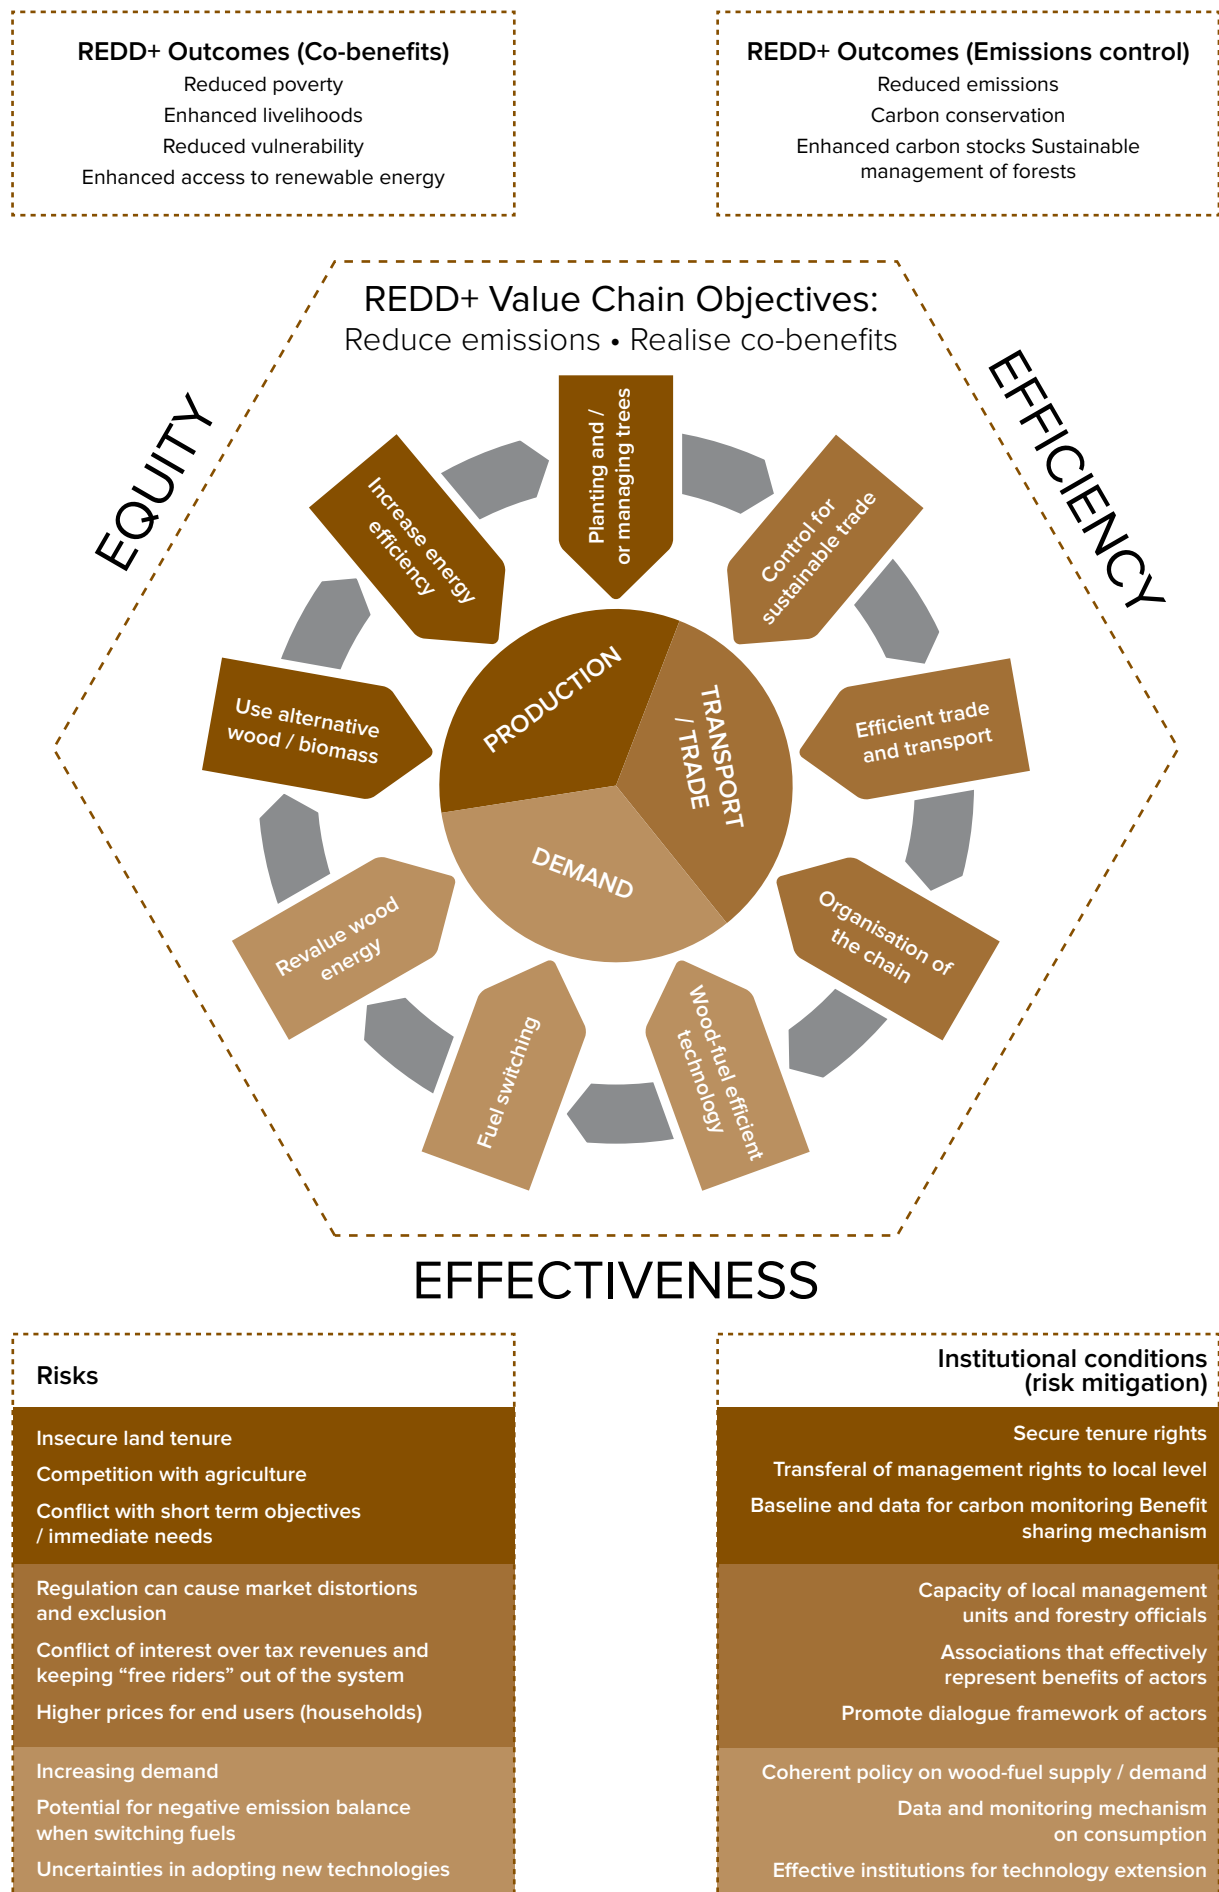 REDD+ Outcomes (Co-benefits)
Reduced poverty
Enhanced livelihoods
Reduced vulnerability
Enhanced access to renewable energy
REDD+ Outcomes (Emissions control)
Reduced emissions
Carbon conservation
Enhanced carbon stocks Sustainable
management of forests
REDD+ Value Chain Objectives:
Reduce emissions • Realise co-benefits
EQUITY
EFFICIENCY
Planting and /
or managing trees
Control for
sustainable trade
Efficient trade
and transport
Organisation of
the chain
Wood-fuel efficient
technology
Fuel switching
Revalue wood
energy
Use alternative
wood / biomass
Increase energy
efficiency
PRODUCTION
TRANSPORT
/ TRADE
DEMAND
EFFECTIVENESS
Risks
Insecure land tenure
Competition with agriculture
Conflict with short term objectives
/ immediate needs
Regulation can cause market distortions
and exclusion
Conflict of interest over tax revenues and
keeping “free riders” out of the system
Higher prices for end users (households)
Increasing demand
Potential for negative emission balance
when switching fuels
Uncertainties in adopting new technologies
Institutional conditions
(risk mitigation)
Secure tenure rights
Transferal of management rights to local level
Baseline and data for carbon monitoring Benefit
sharing mechanism
Capacity of local management
units and forestry officials
Associations that effectively
represent benefits of actors
Promote dialogue framework of actors
Coherent policy on wood-fuel supply / demand
Data and monitoring mechanism
on consumption
Effective institutions for technology extension